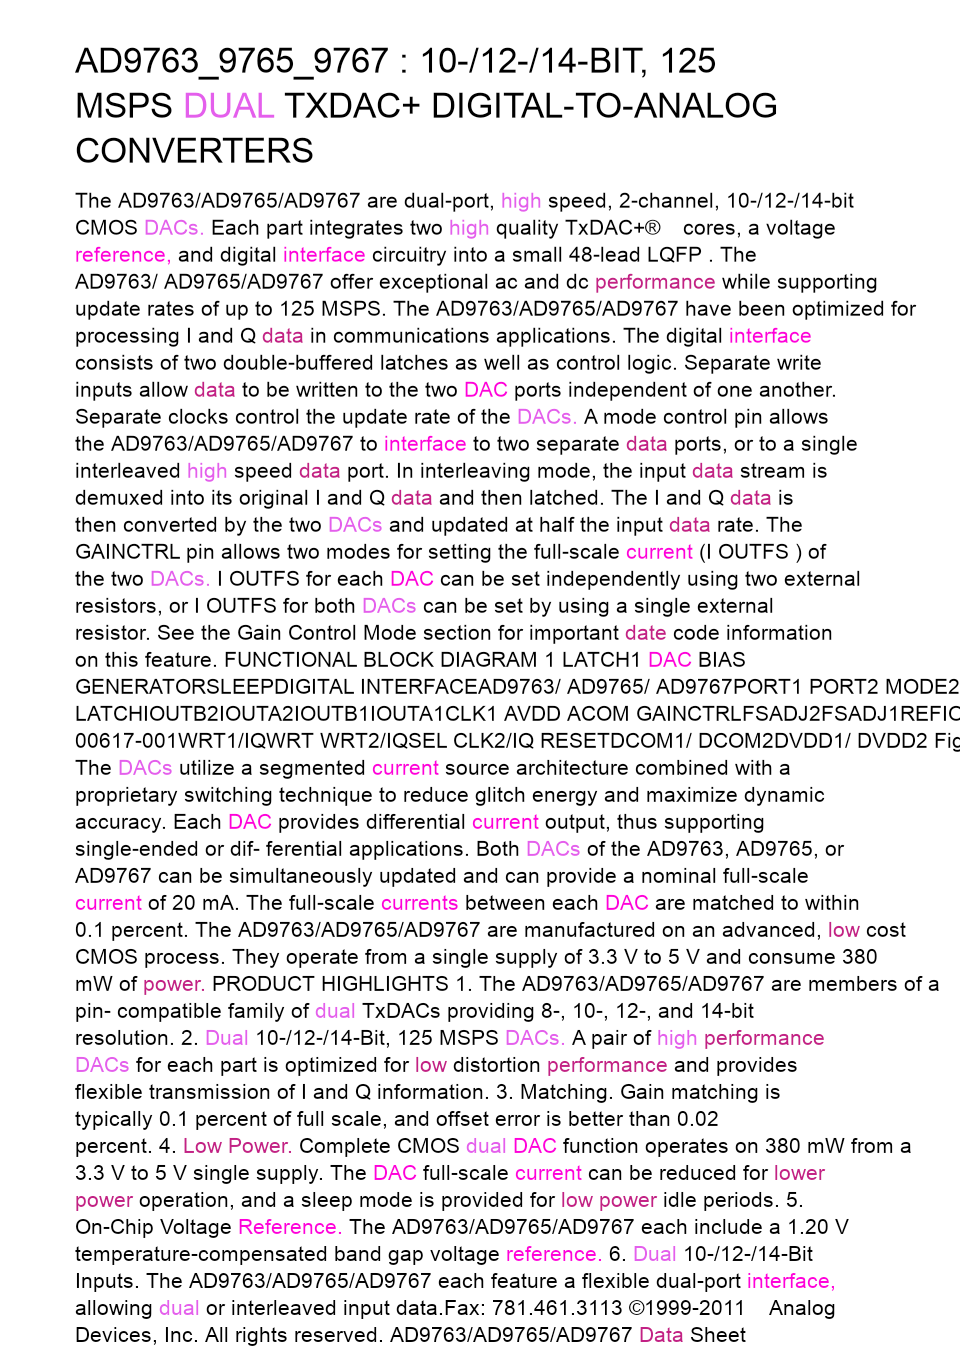 AD9763_9765_9767 : 10-/12-/14-BIT, 125
MSPS DUAL TXDAC+ DIGITAL-TO-ANALOG
CONVERTERS
The AD9763/AD9765/AD9767 are dual-port, high speed, 2-channel, 10-/12-/14-bit
CMOS DACs. Each part integrates two high quality TxDAC+® cores, a voltage
reference, and digital interface circuitry into a small 48-lead LQFP . The
AD9763/ AD9765/AD9767 offer exceptional ac and dc performance while supporting
update rates of up to 125 MSPS. The AD9763/AD9765/AD9767 have been optimized for
processing I and Q data in communications applications. The digital interface
consists of two double-buffered latches as well as control logic. Separate write
inputs allow data to be written to the two DAC ports independent of one another.
Separate clocks control the update rate of the DACs. A mode control pin allows
the AD9763/AD9765/AD9767 to interface to two separate data ports, or to a single
interleaved high speed data port. In interleaving mode, the input data stream is
demuxed into its original I and Q data and then latched. The I and Q data is
then converted by the two DACs and updated at half the input data rate. The
GAINCTRL pin allows two modes for setting the full-scale current (I OUTFS ) of
the two DACs. I OUTFS for each DAC can be set independently using two external
resistors, or I OUTFS for both DACs can be set by using a single external
resistor. See the Gain Control Mode section for important date code information
on this feature. FUNCTIONAL BLOCK DIAGRAM 1 LATCH1 DAC BIAS
GENERATORSLEEPDIGITAL INTERFACEAD9763/ AD9765/ AD9767PORT1 PORT2 MODE2
LATCHIOUTB2IOUTA2IOUTB1IOUTA1CLK1 AVDD ACOM GAINCTRLFSADJ2FSADJ1REFIO
00617-001WRT1/IQWRT WRT2/IQSEL CLK2/IQ RESETDCOM1/ DCOM2DVDD1/ DVDD2 Fig
The DACs utilize a segmented current source architecture combined with a
proprietary switching technique to reduce glitch energy and maximize dynamic
accuracy. Each DAC provides differential current output, thus supporting
single-ended or dif- ferential applications. Both DACs of the AD9763, AD9765, or
AD9767 can be simultaneously updated and can provide a nominal full-scale
current of 20 mA. The full-scale currents between each DAC are matched to within
0.1 percent. The AD9763/AD9765/AD9767 are manufactured on an advanced, low cost
CMOS process. They operate from a single supply of 3.3 V to 5 V and consume 380
mW of power. PRODUCT HIGHLIGHTS 1. The AD9763/AD9765/AD9767 are members of a
pin- compatible family of dual TxDACs providing 8-, 10-, 12-, and 14-bit
resolution. 2. Dual 10-/12-/14-Bit, 125 MSPS DACs. A pair of high performance
DACs for each part is optimized for low distortion performance and provides
flexible transmission of I and Q information. 3. Matching. Gain matching is
typically 0.1 percent of full scale, and offset error is better than 0.02
percent. 4. Low Power. Complete CMOS dual DAC function operates on 380 mW from a
3.3 V to 5 V single supply. The DAC full-scale current can be reduced for lower
power operation, and a sleep mode is provided for low power idle periods. 5.
On-Chip Voltage Reference. The AD9763/AD9765/AD9767 each include a 1.20 V
temperature-compensated band gap voltage reference. 6. Dual 10-/12-/14-Bit
Inputs. The AD9763/AD9765/AD9767 each feature a flexible dual-port interface,
allowing dual or interleaved input data.Fax: 781.461.3113 ©1999-2011 Analog
Devices, Inc. All rights reserved. AD9763/AD9765/AD9767 Data Sheet